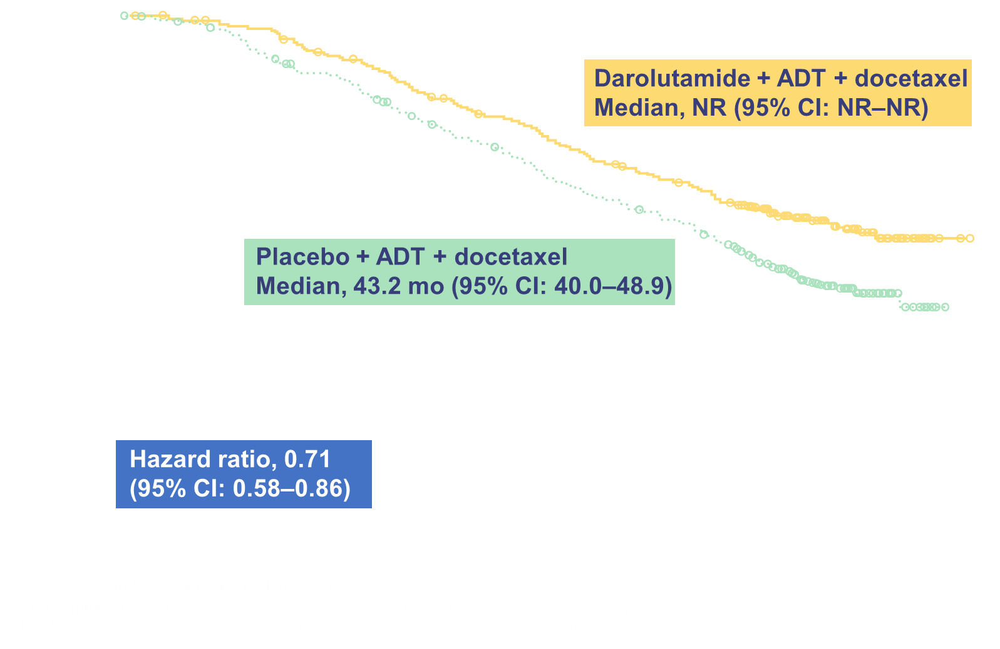 Darolutamide + ADT + docetaxel
Median, NR (95% CI: NR–NR)
Placebo + ADT + docetaxel
Median, 43.2 mo (95% CI: 40.0–48.9)
Hazard ratio, 0.71
(95% CI: 0.58–0.86)